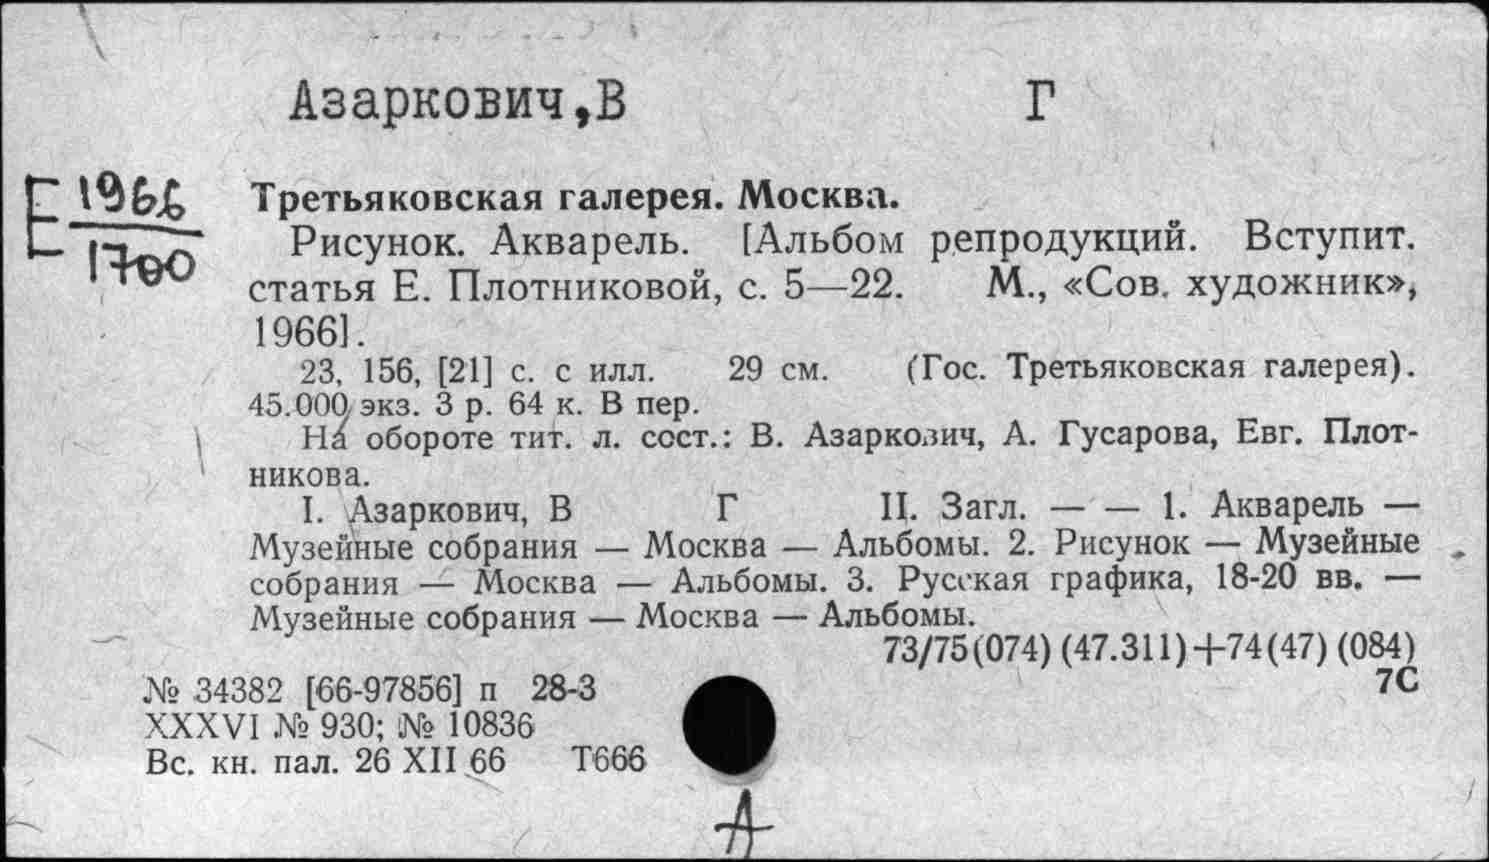 Азаркович,В Г
Е 1966
1700
Третьяковская галерея. Москва.
Рисунок. Акварель. [Альбом репродукций. Вступит.
статья Е. Плотниковой, с. 5—22. М., «Сов. художник»,
1966].
23, 156, [21] с. с илл. 29 см. (Гос. Третьяковская галерея).
45.000 экз. 3 р. 64 к. В пер.
На обороте тит. л. сост.: В. Азаркович, А. Гусарова, Евг. Плот-
никова.
I. Азаркович, В Г II. Загл. — — 1. Акварель —
Музейные собрания — Москва — Альбомы. 2. Рисунок — Музейные
собрания — Москва — Альбомы. 3. Русская графика, 18-20 вв. —
Музейные собрания — Москва — Альбомы.
73/75(074) (47.311)+74(47) (084)
7С
№ 34382 [66-97856] п 28-3
XXXVI № 930; № 10836
Вс. кн. пал. 26 XII 66 Т666
А